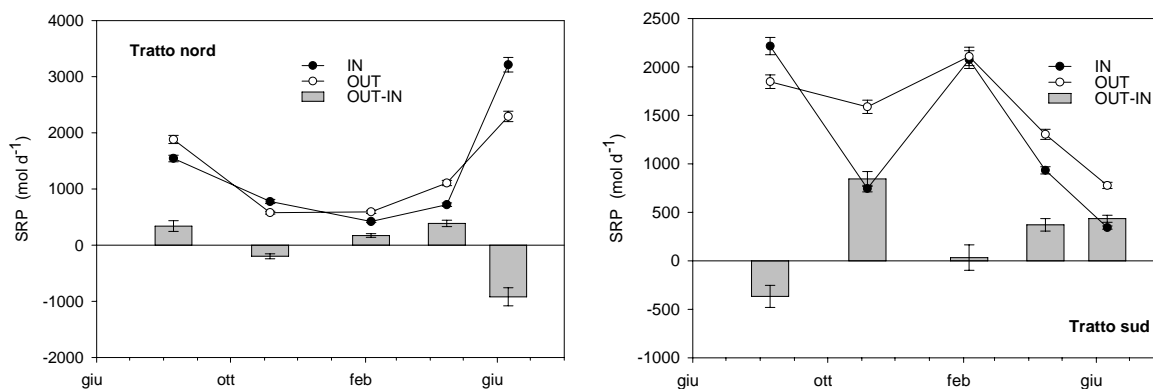 Tratto nord
IN
OUT
OUT-IN
SRP (mol d-1)
4000
3000
2000
1000
0
-1000
-2000
giu ott feb giu
IN
OUT
OUT-IN
SRP (mol d-1)
2500
2000
1500
1000
500
0
-500
-1000
Tratto sud
giu ott feb giu